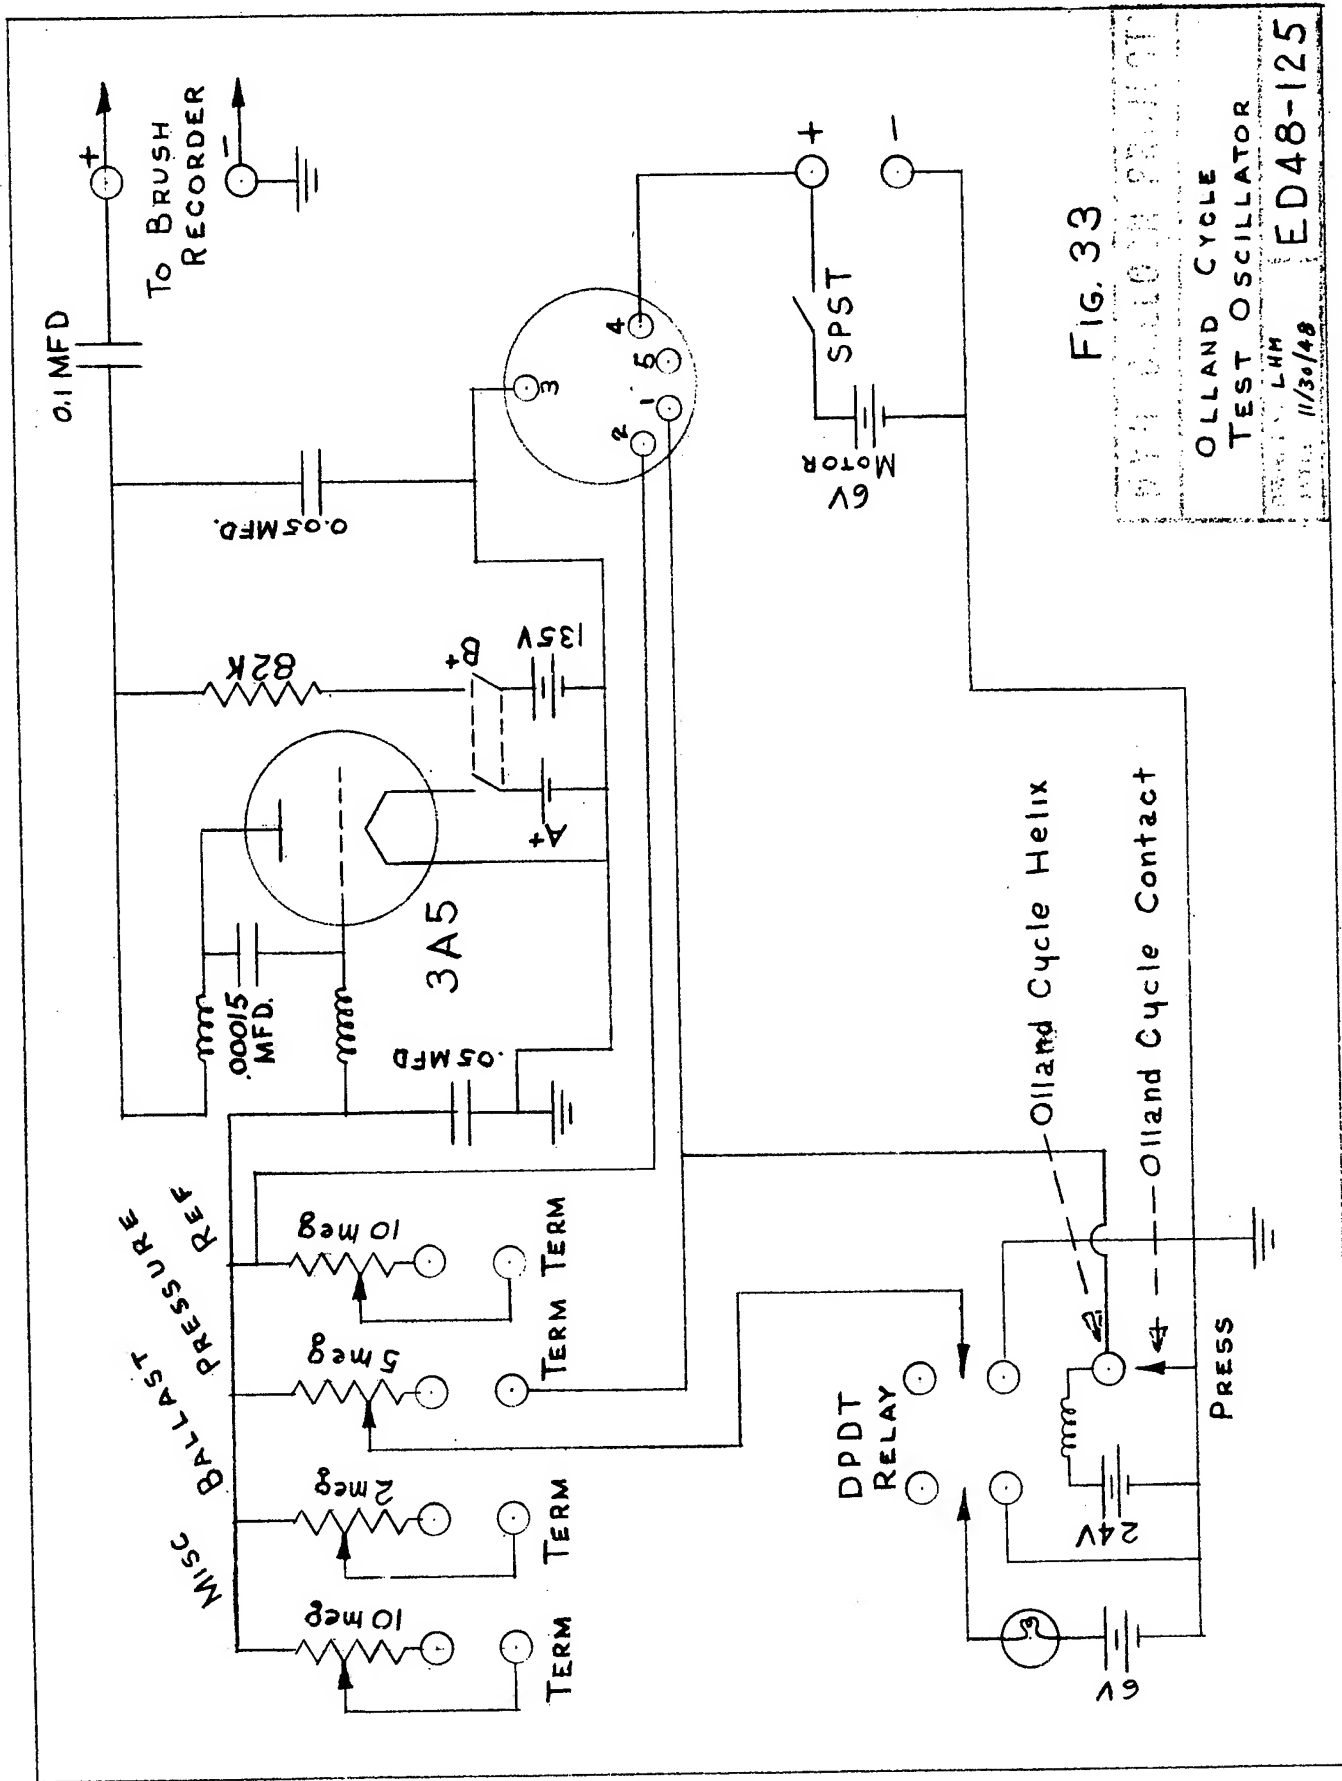 0.1 MFD
+
To BRUSH
RECORDER
-
0.05 MFD.
82K
B+
135V
A+
3A5
.00015
MFD.
.05 MFD
3
4
5
1
2
+
-
SPST
6V
MOTOR
MISC
BALLAST
PRESSURE
REF
10 meg
2 meg
5 meg
10 meg
TERM
TERM
TERM
TERM
DPDT
RELAY
Olland Cycle Helix
Olland Cycle Contact
24V
6V
PRESS
FIG. 33
OLLAND CYCLE
TEST OSCILLATOR
LHM
11/30/48
ED48-125